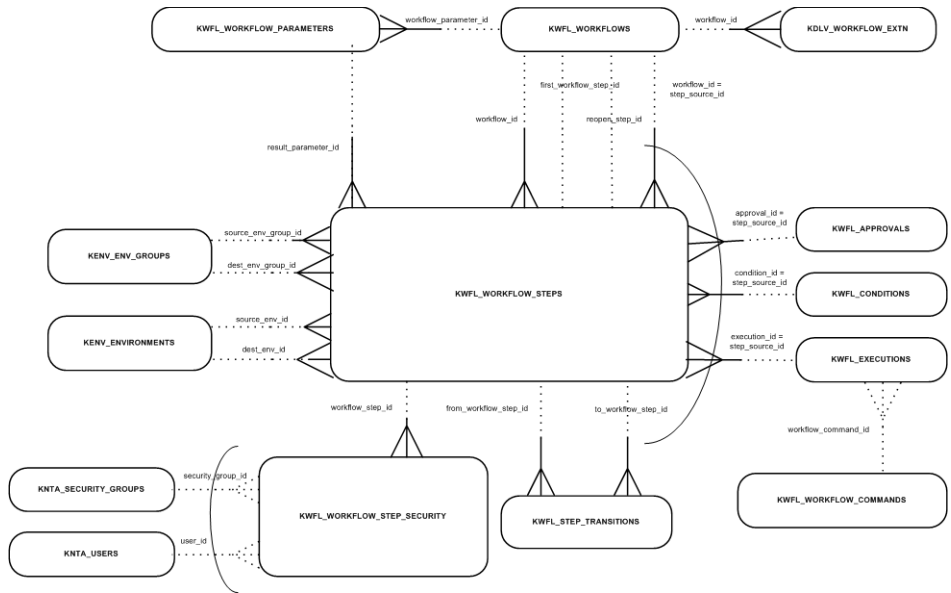 workflow_parameter_id
workflow_id
KWFL_WORKFLOW_PARAMETERS
KWFL_WORKFLOWS
KDLV_WORKFLOW_EXTN
first_workflow_step_id
workflow_id =
step_source_id
result_parameter_id
workflow_id
reopen_step_id
source_env_group_id
KENV_ENV_GROUPS
dest_env_group_id
approval_id =
step_source_id
KWFL_APPROVALS
condition_id =
step_source_id
KWFL_WORKFLOW_STEPS
KWFL_CONDITIONS
source_env_id
KENV_ENVIRONMENTS
dest_env_id
execution_id =
step_source_id
KWFL_EXECUTIONS
workflow_step_id
from_workflow_step_id
to_workflow_step_id
workflow_command_id
security_group_id
KNTA_SECURITY_GROUPS
KWFL_WORKFLOW_STEP_SECURITY
KWFL_STEP_TRANSITIONS
KWFL_WORKFLOW_COMMANDS
user_id
KNTA_USERS